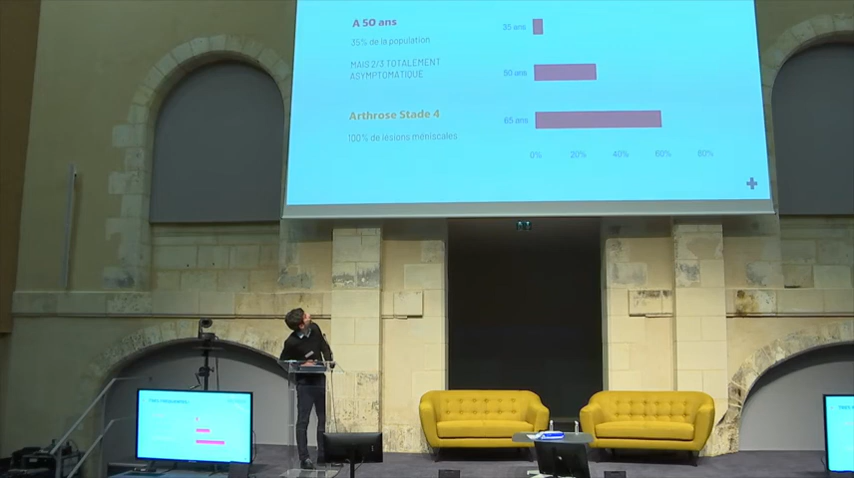 A 50 ans
35% de la population
MAIS 2/3 TOTALEMENT
ASYMPTOMATIQUE
Arthrose Stade 4
100% de lésions méniscales
35 ans
50 ans
65 ans
0% 20% 40% 60% 80%